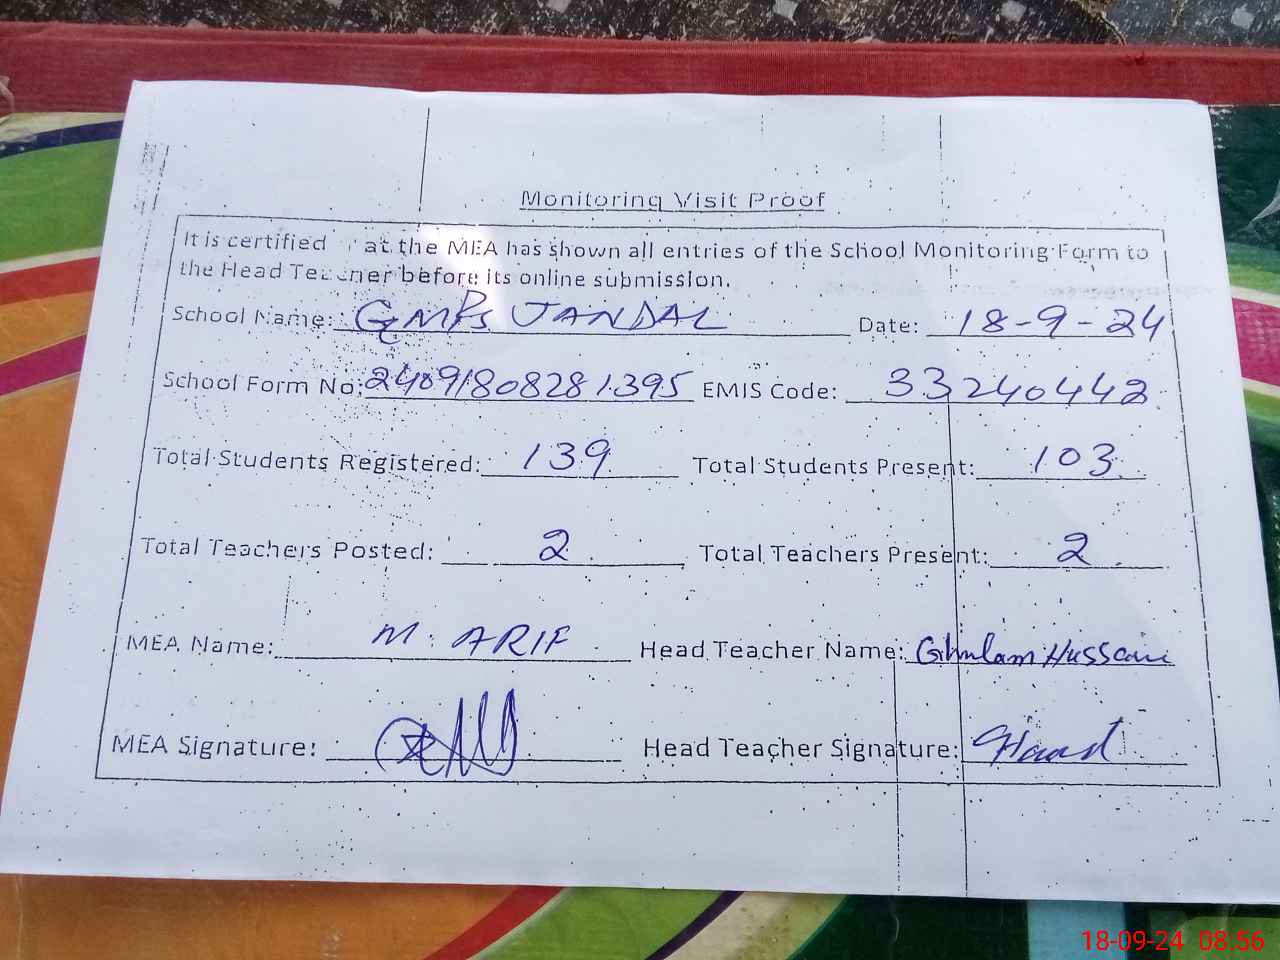 Monitoring Visit Proof
It is certified at the MEA has shown all entries of the School Monitoring Form to
the Head Teacher before its online submission.
School Name: GMPS JANDAL Date: 18-9-24
School Form No: 24091808281395 EMIS Code: 33240442
Total Students Registered: 139 Total Students Present: 103
Total Teachers Posted: 2 Total Teachers Present: 2
MEA Name: M. ARIF Head Teacher Name: Ghulam Hussain
MEA Signature: Head Teacher Signature:
18-09-24 08:56